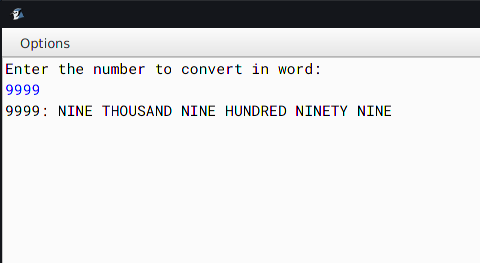 Options
Enter the number to convert in word:
9999
9999: NINE THOUSAND NINE HUNDRED NINETY NINE